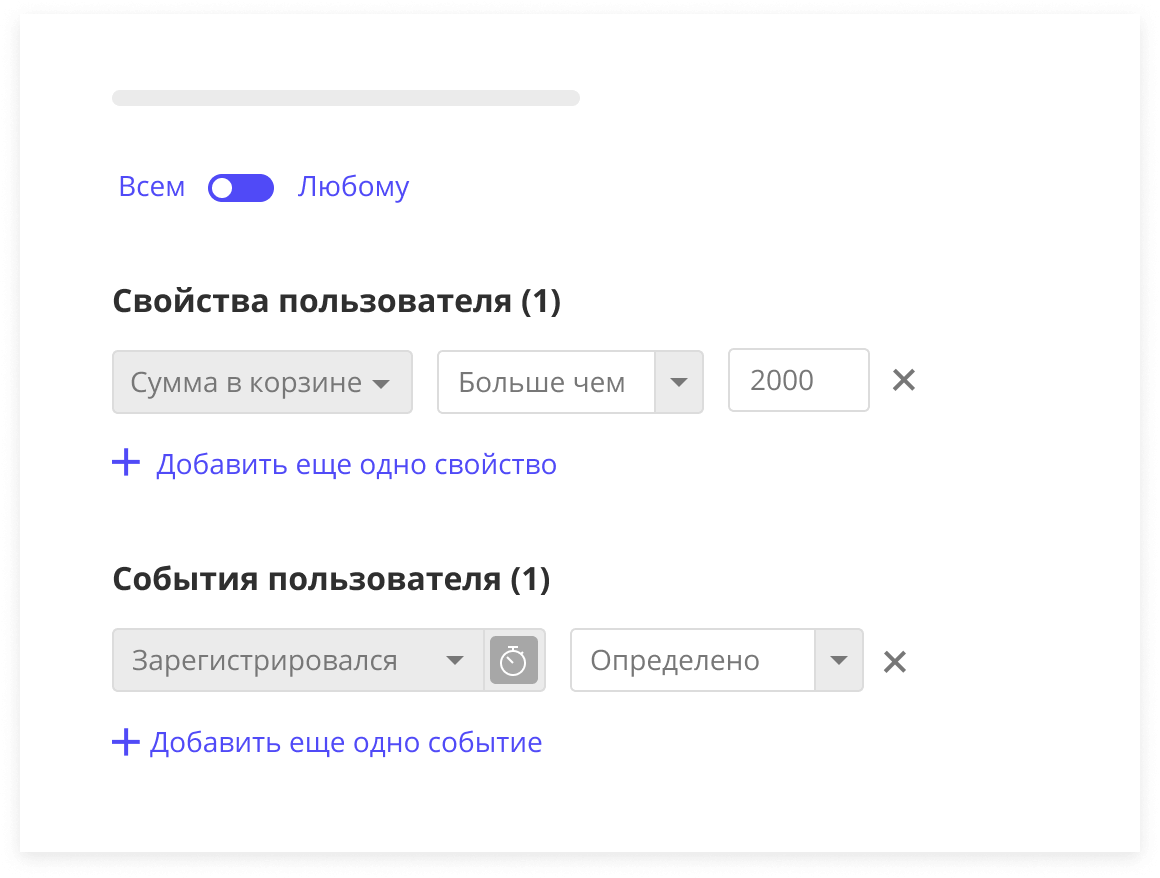 Всем Любому
Свойства пользователя (1)
Сумма в корзине Больше чем 2000
Добавить еще одно свойство
События пользователя (1)
Зарегистрировался Определено
Добавить еще одно событие